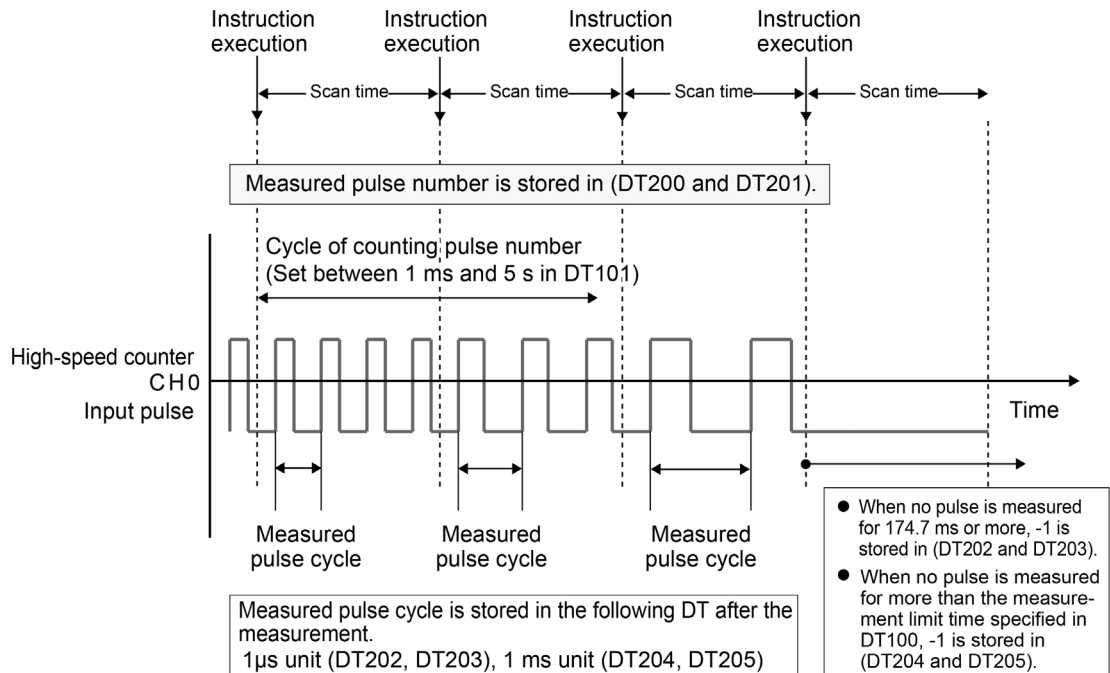 Instruction execution
Instruction execution
Instruction execution
Instruction execution
Scan time
Scan time
Scan time
Scan time
Measured pulse number is stored in (DT200 and DT201).
Cycle of counting pulse number
(Set between 1 ms and 5 s in DT101)
High-speed counter
CH0
Input pulse
Time
Measured
pulse cycle
Measured
pulse cycle
Measured
pulse cycle
● When no pulse is measured
for 174.7 ms or more, -1 is
stored in (DT202 and DT203).
● When no pulse is measured
for more than the measure-
ment limit time specified in
DT100, -1 is stored in
(DT204 and DT205).
Measured pulse cycle is stored in the following DT after the
measurement.
1μs unit (DT202, DT203), 1 ms unit (DT204, DT205)